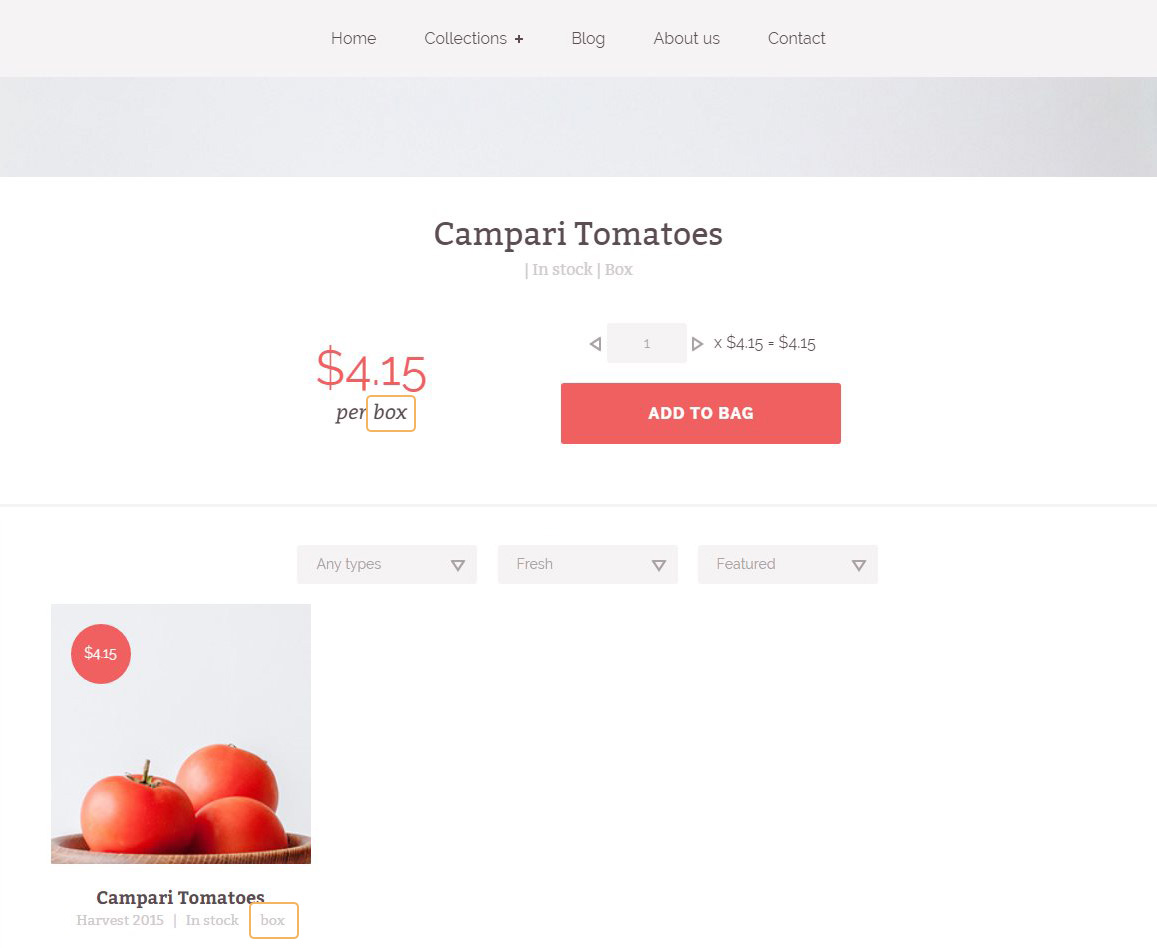 Home Collections + Blog About us Contact
Campari Tomatoes
| In stock | Box
1 x $4.15 = $4.15
$4.15
per box
ADD TO BAG
Any types Fresh Featured
$4.15
Campari Tomatoes
Harvest 2015 | In stock box